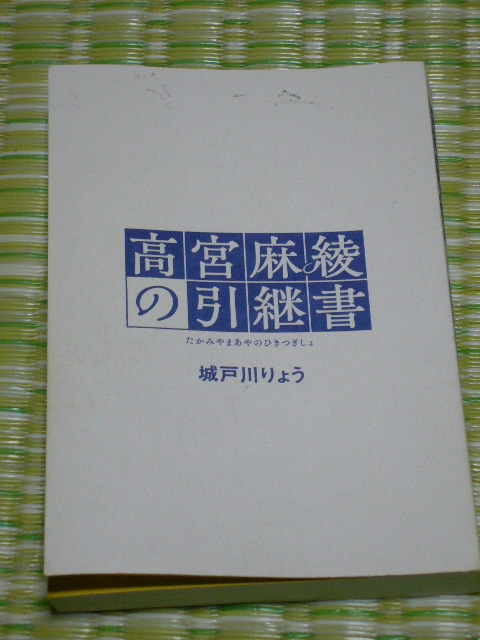 高宮麻綾
の引継書
たかみやまあやのひきつぎしょ
城戸川りょう